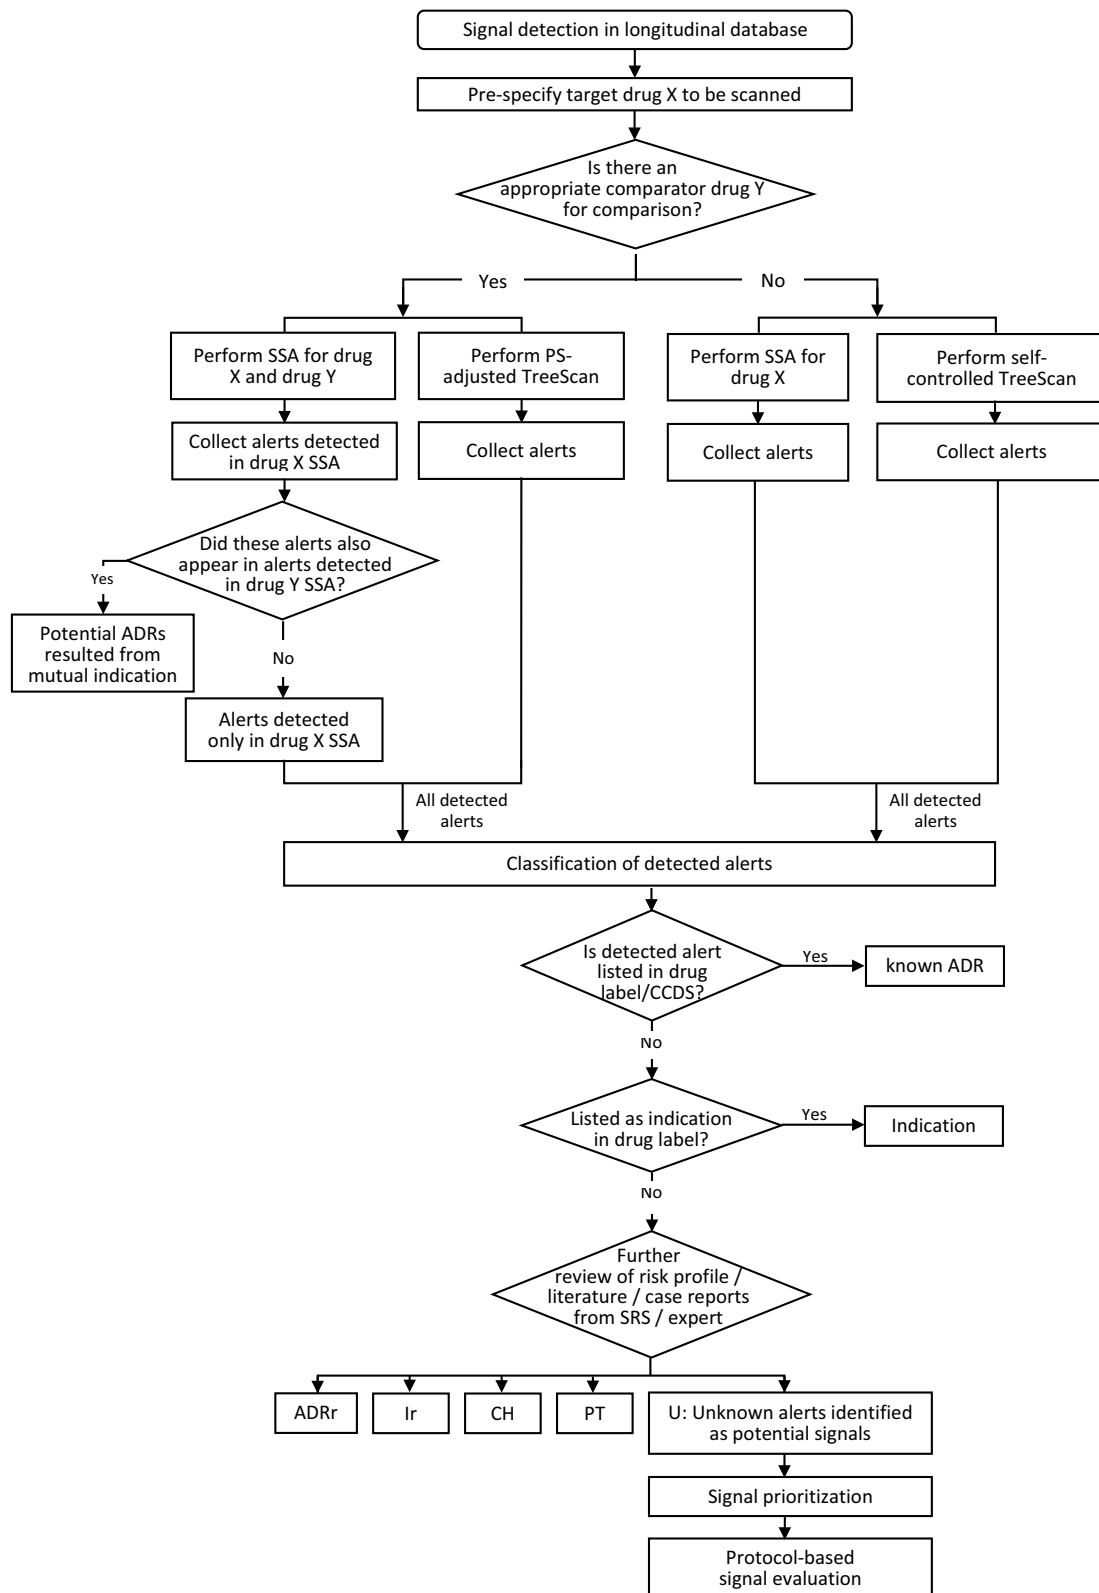 Signal detection in longitudinal database
Pre-specify target drug X to be scanned
Is there an
appropriate comparator drug Y
for comparison?
Yes
No
Perform SSA for drug
X and drug Y
Perform PS-
adjusted TreeScan
Perform SSA for
drug X
Perform self-
controlled TreeScan
Collect alerts detected
in drug X SSA
Collect alerts
Collect alerts
Collect alerts
Did these alerts also
appear in alerts detected
in drug Y SSA?
Yes
Potential ADRs
resulted from
mutual indication
No
Alerts detected
only in drug X SSA
All detected
alerts
All detected
alerts
Classification of detected alerts
Is detected alert
listed in drug
label/CCDS?
Yes
known ADR
No
Listed as indication
in drug label?
Yes
Indication
No
Further
review of risk profile /
literature / case reports
from SRS / expert
ADRr
Ir
CH
PT
U: Unknown alerts identified
as potential signals
Signal prioritization
Protocol-based
signal evaluation